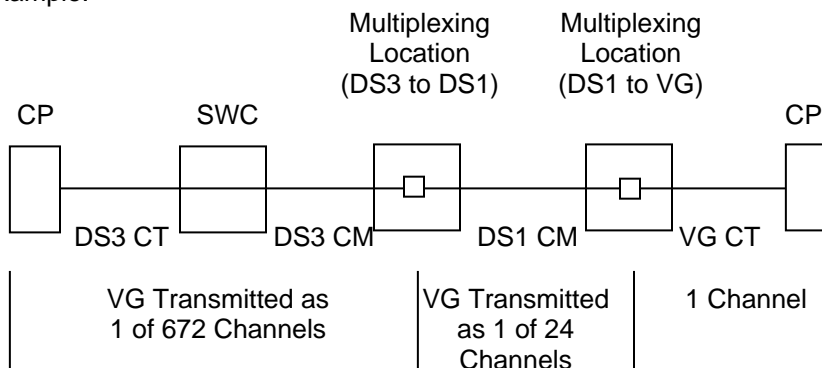 Multiplexing Multiplexing
Location Location
(DS3 to DS1) (DS1 to VG)
CP SWC CP
DS3 CT DS3 CM DS1 CM VG CT
VG Transmitted as VG Transmitted 1 Channel
1 of 672 Channels as 1 of 24
Channels